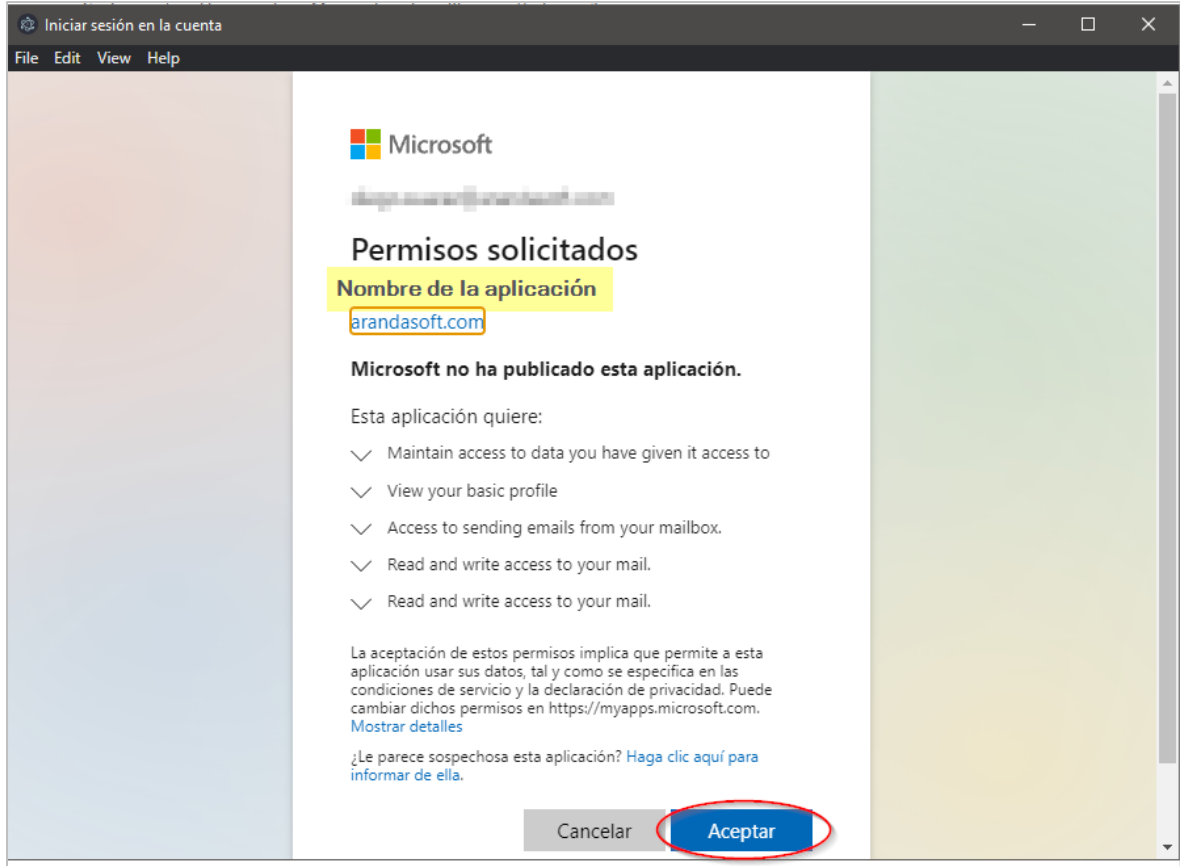 Iniciar sesión en la cuenta
File Edit View Help
Microsoft
Permisos solicitados
Nombre de la aplicación
arandasoft.com
Microsoft no ha publicado esta aplicación.
Esta aplicación quiere:
Maintain access to data you have given it access to
View your basic profile
Access to sending emails from your mailbox.
Read and write access to your mail.
Read and write access to your mail.
La aceptación de estos permisos implica que permite a esta
aplicación usar sus datos, tal y como se especifica en las
condiciones de servicio y la declaración de privacidad. Puede
cambiar dichos permisos en https://myapps.microsoft.com.
Mostrar detalles
¿Le parece sospechosa esta aplicación? Haga clic aquí para
informar de ella.
Cancelar Aceptar